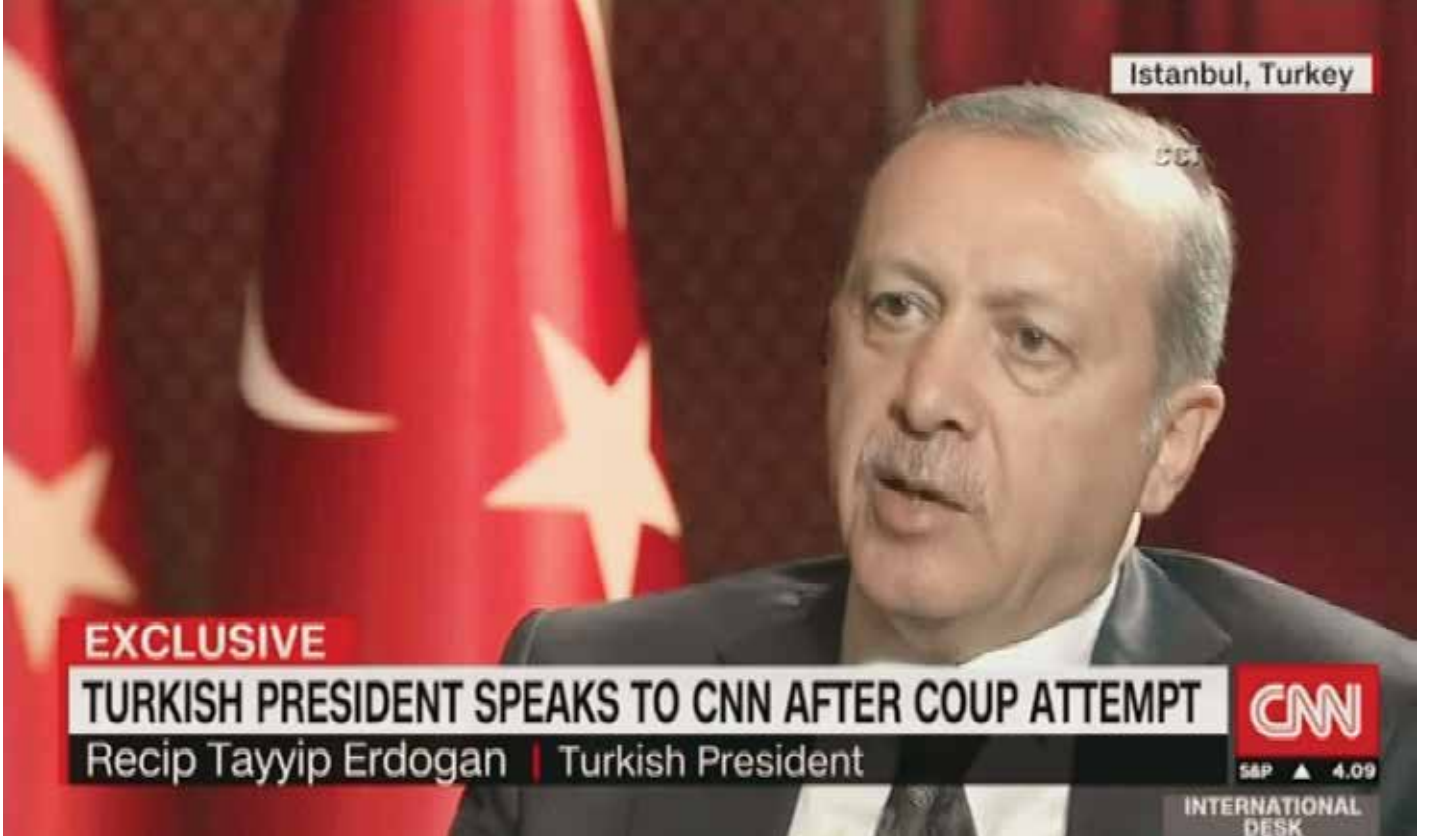 Istanbul, Turkey
CCI
EXCLUSIVE
TURKISH PRESIDENT SPEAKS TO CNN AFTER COUP ATTEMPT
Recip Tayyip Erdogan | Turkish President
CNN
S&P ▲ 4.09
INTERNATIONAL
DESK